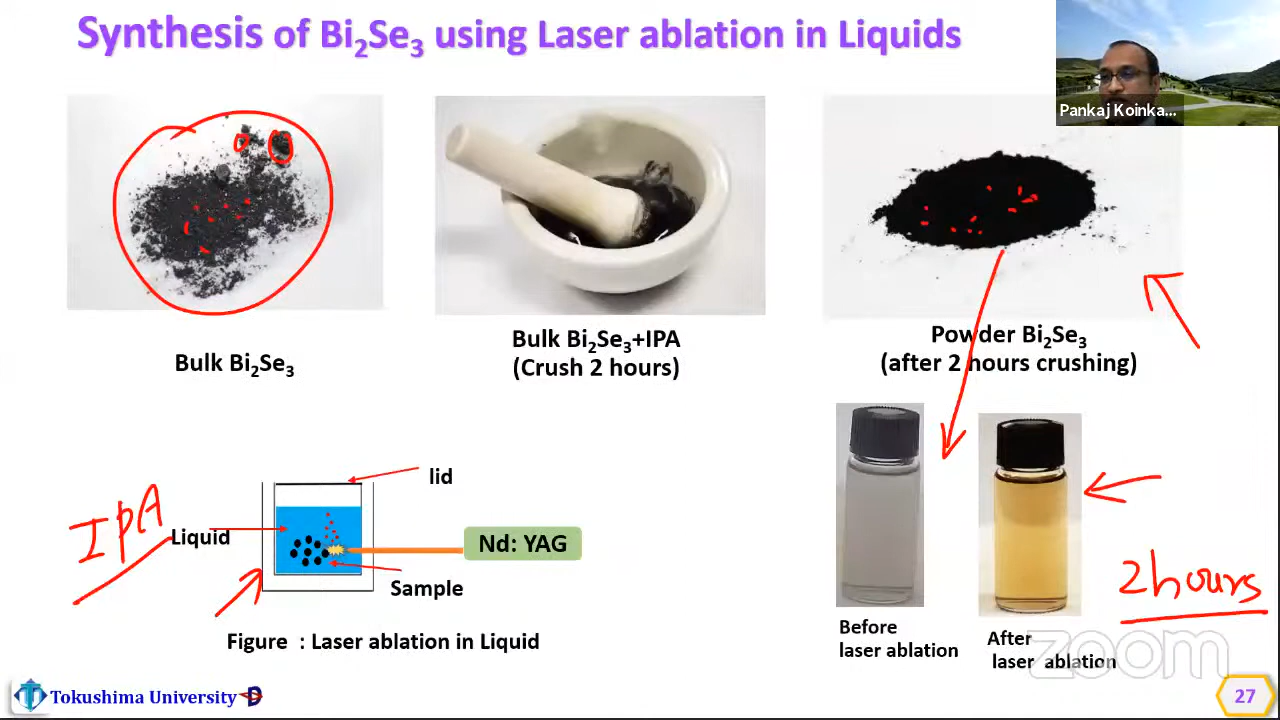 Synthesis of Bi₂Se₃ using Laser ablation in Liquids
Pankaj Koinka...
Bulk Bi₂Se₃
Bulk Bi₂Se₃+IPA
(Crush 2 hours)
Powder Bi₂Se₃
(after 2 hours crushing)
IPA
lid
Liquid
Nd: YAG
Sample
Figure : Laser ablation in Liquid
2 hours
Before
laser ablation
After
laser ablation
zoom
Tokushima University
27